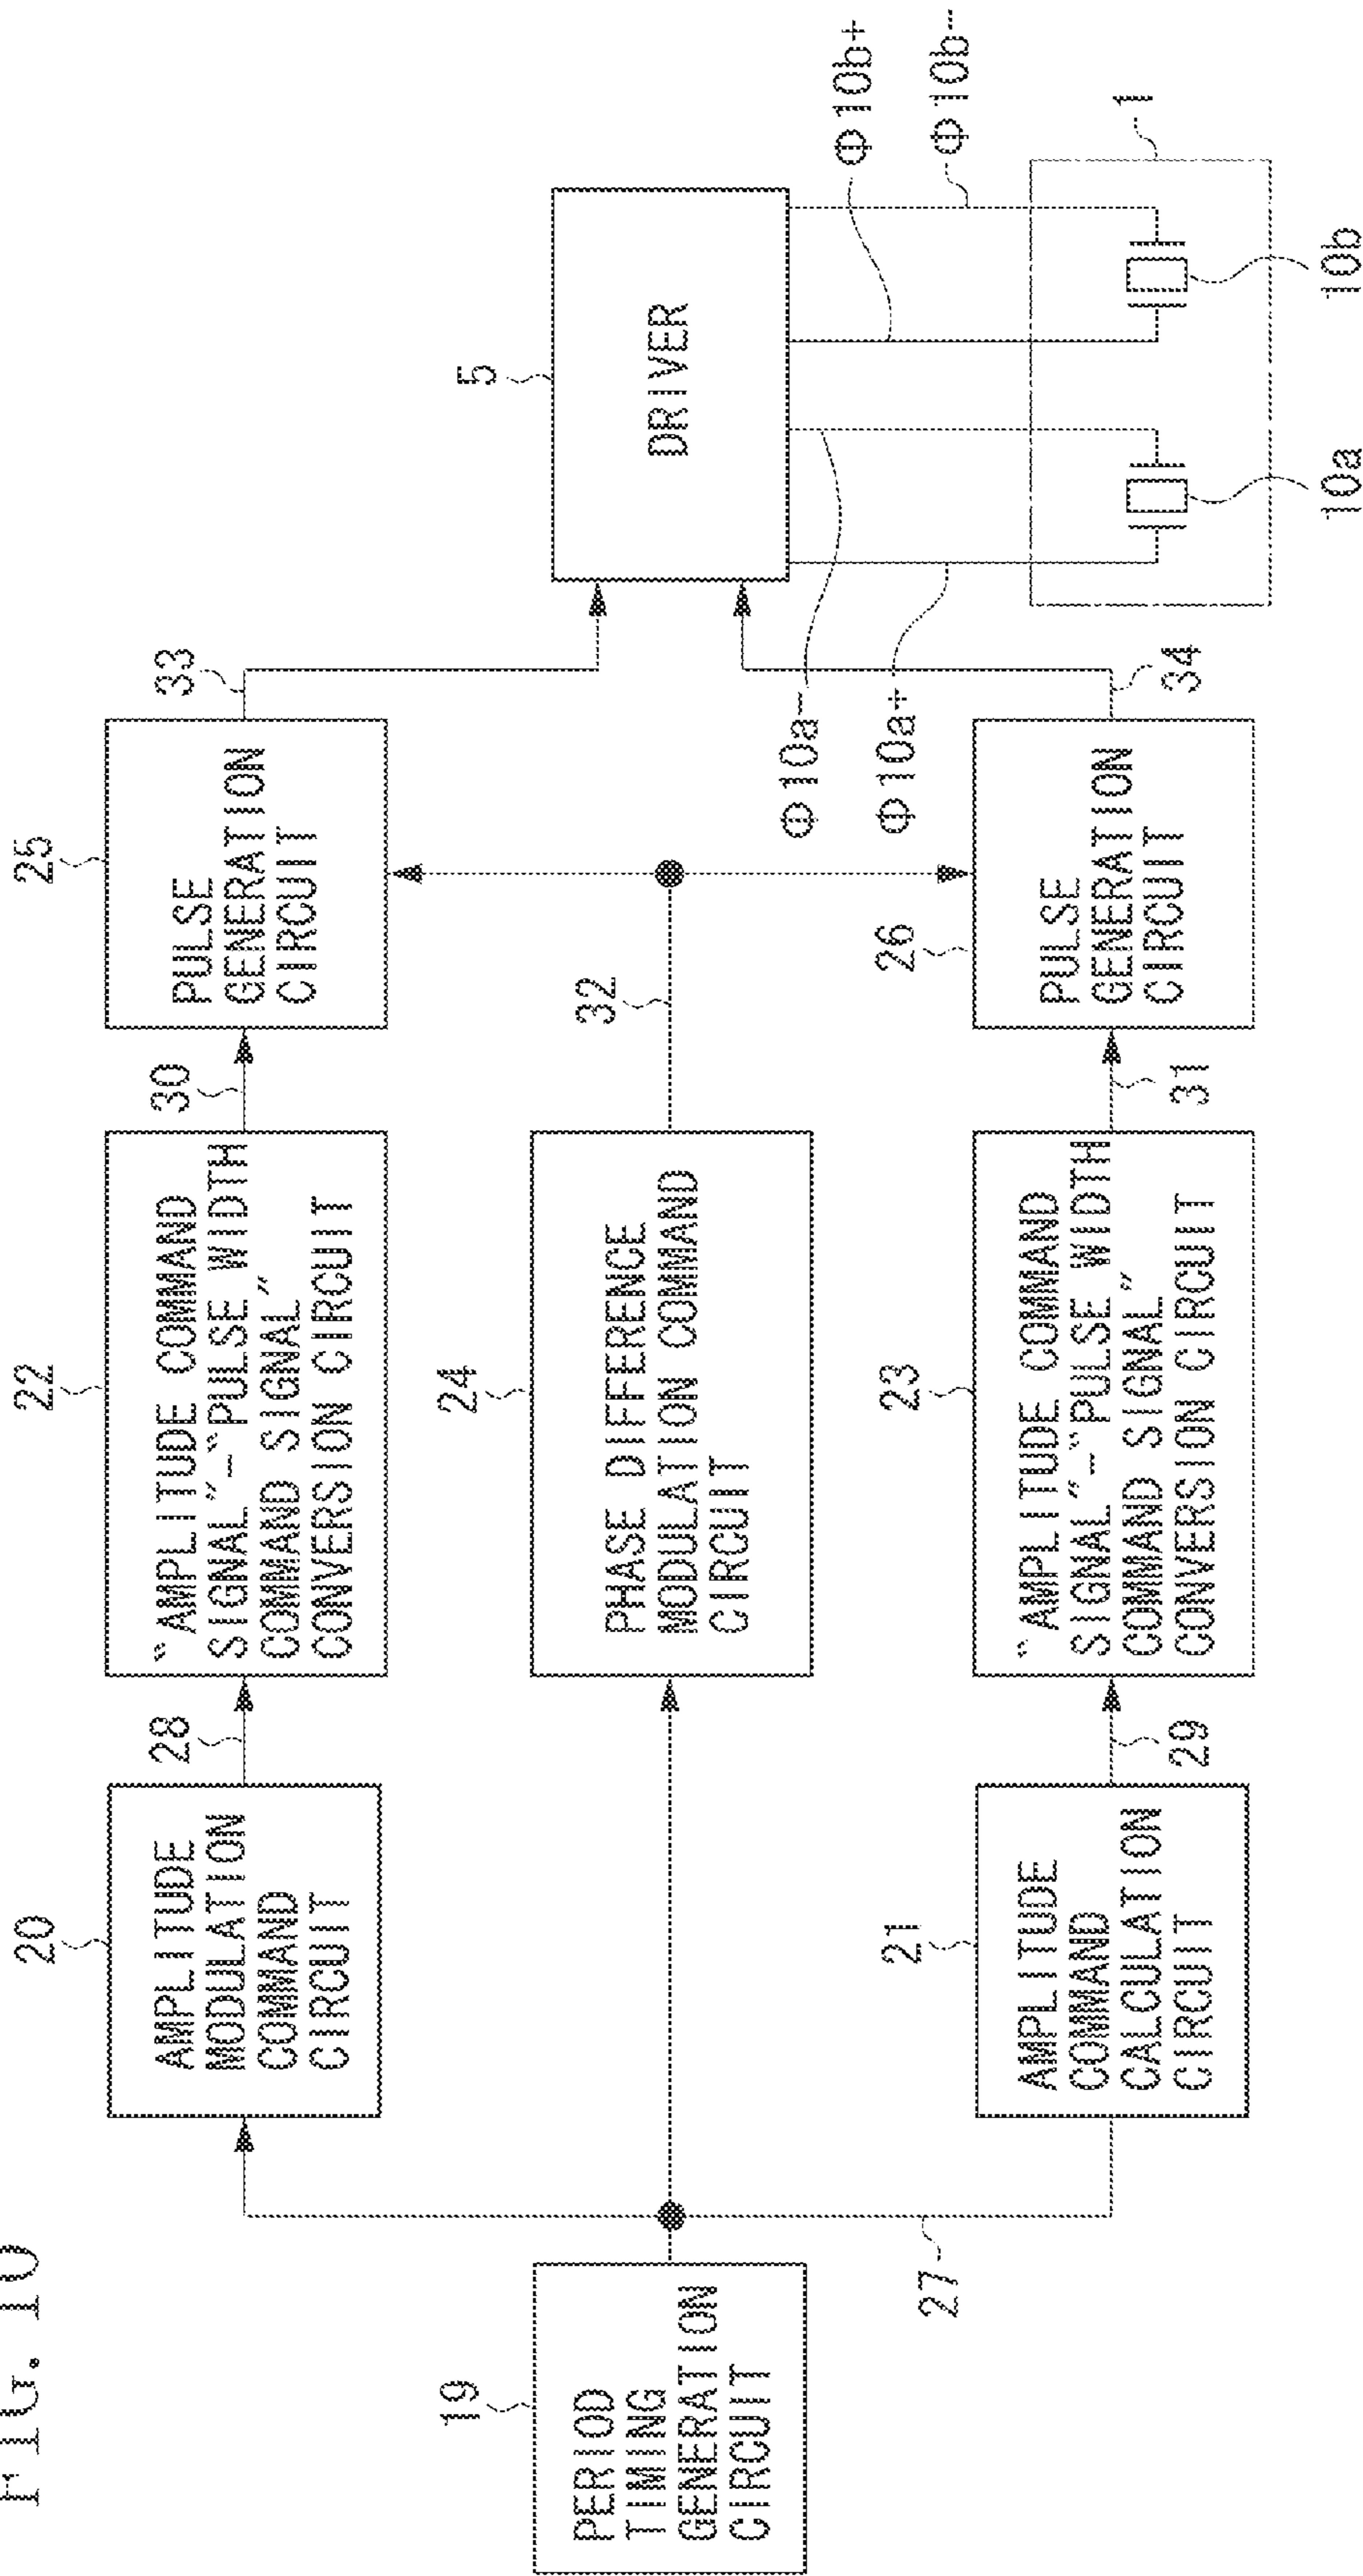 FIG. 10
19
PERIOD
TIMING
GENERATION
CIRCUIT
27
20
AMPLITUDE
MODULATION
COMMAND
CIRCUIT
28
22
“AMPLITUDE COMMAND
SIGNAL”-“PULSE WIDTH
COMMAND SIGNAL”
CONVERSION CIRCUIT
30
25
PULSE
GENERATION
CIRCUIT
33
24
PHASE DIFFERENCE
MODULATION COMMAND
CIRCUIT
32
21
AMPLITUDE
COMMAND
CALCULATION
CIRCUIT
29
23
“AMPLITUDE COMMAND
SIGNAL”-“PULSE WIDTH
COMMAND SIGNAL”
CONVERSION CIRCUIT
31
26
PULSE
GENERATION
CIRCUIT
34
5
DRIVER
Φ10a-
Φ10a+
Φ10b+
Φ10b-
1
10a
10b